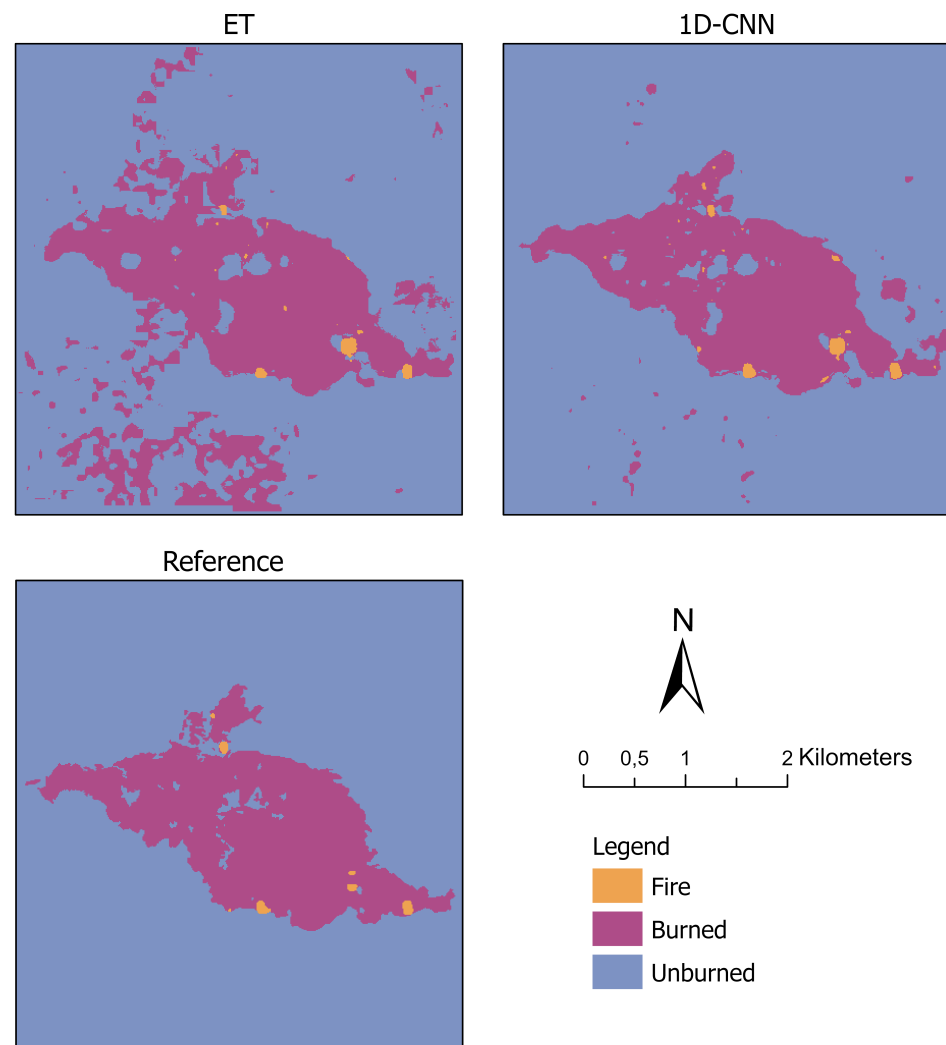 ET
1D-CNN
Reference
N
0 0,5 1 2 Kilometers
Legend
Fire
Burned
Unburned